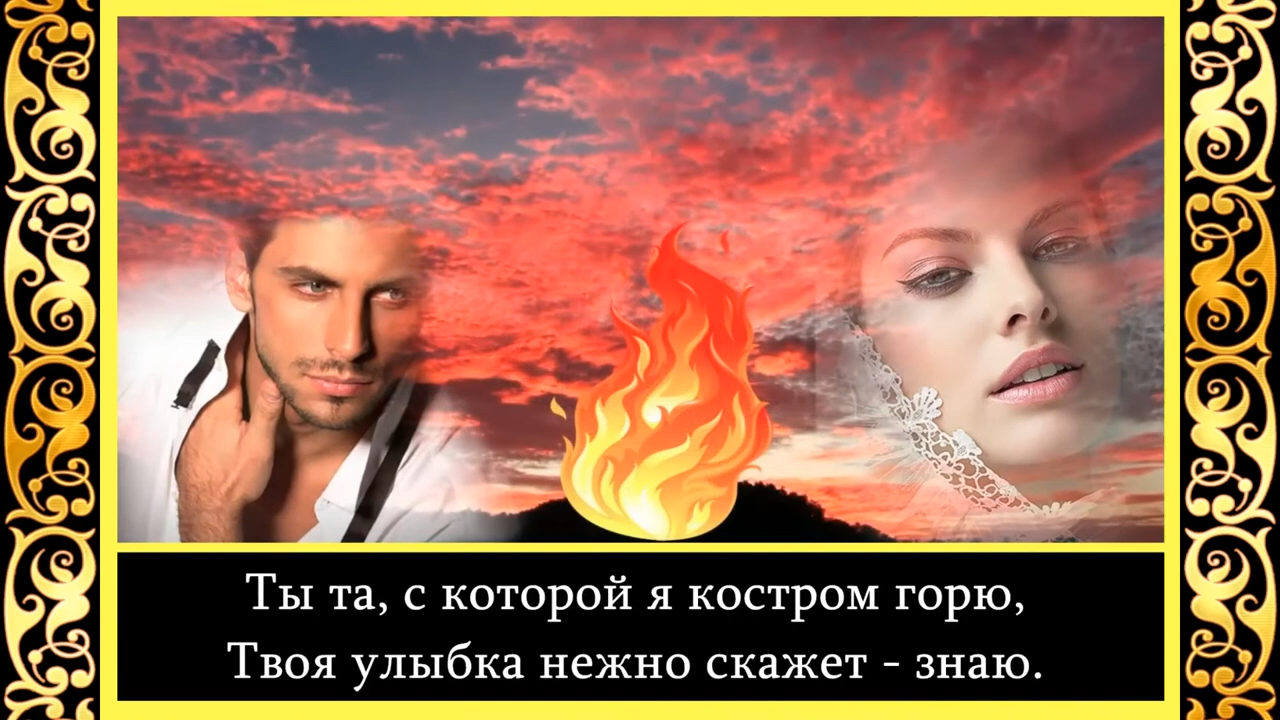 Ты та, с которой я костром горю,
Твоя улыбка нежно скажет - знаю.